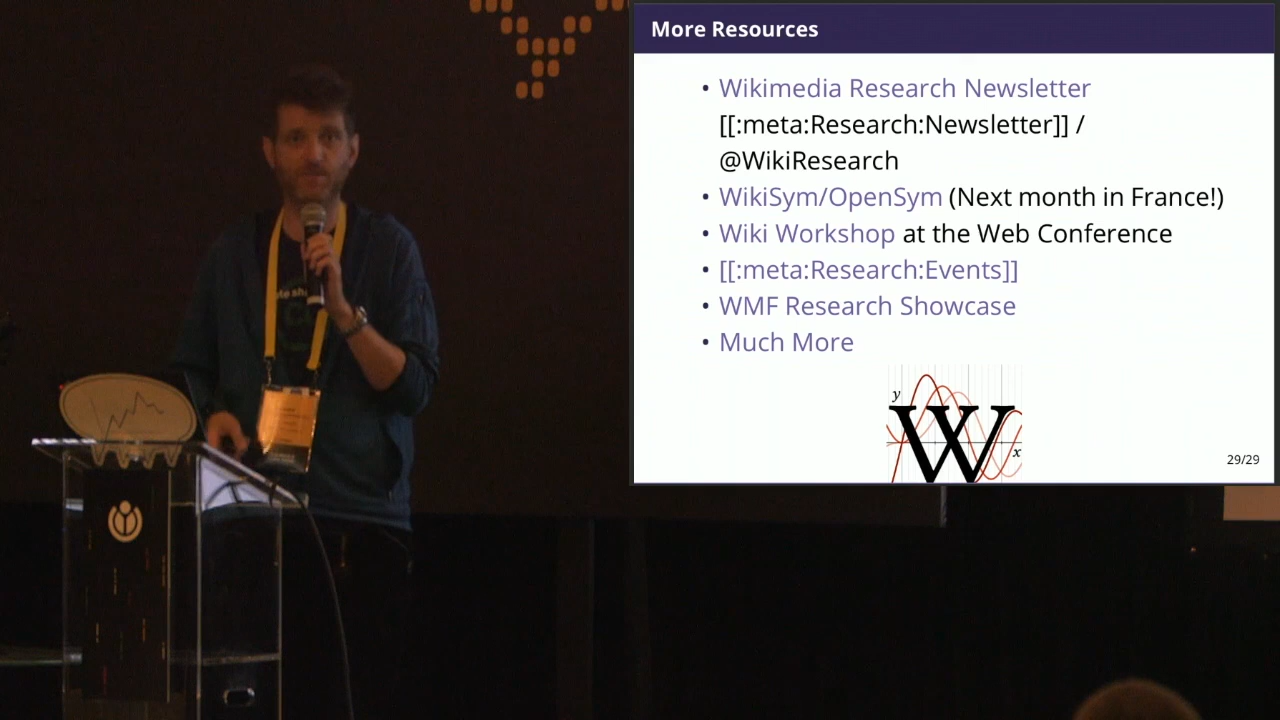 More Resources
• Wikimedia Research Newsletter
[[:meta:Research:Newsletter]] /
@WikiResearch
• WikiSym/OpenSym (Next month in France!)
• Wiki Workshop at the Web Conference
• [[:meta:Research:Events]]
• WMF Research Showcase
• Much More
y
W
x
29/29